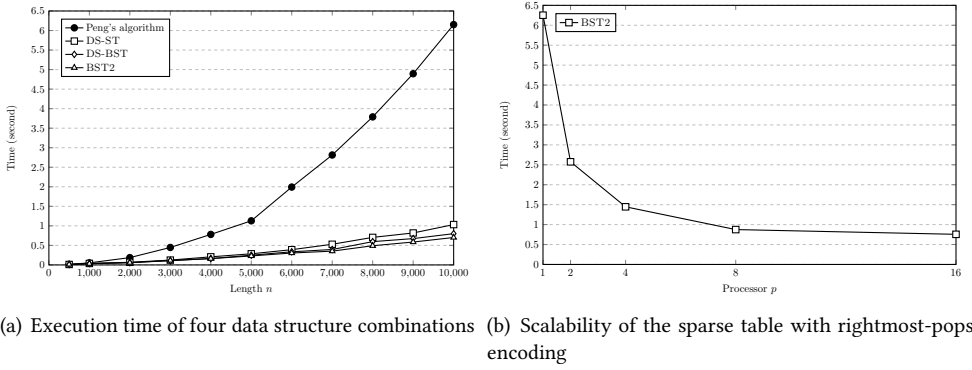 6.5
6
5.5
5
4.5
4
3.5
3
2.5
2
1.5
1
0.5
0
Time (second)
Peng's algorithm
DS-ST
DS-BST
BST2
0 1,000 2,000 3,000 4,000 5,000 6,000 7,000 8,000 9,000 10,000
Length n
(a) Execution time of four data structure combinations
6.5
6
5.5
5
4.5
4
3.5
3
2.5
2
1.5
1
0.5
0
Time (second)
BST2
1 2 4 8 16
Processor p
(b) Scalability of the sparse table with rightmost-pops
encoding